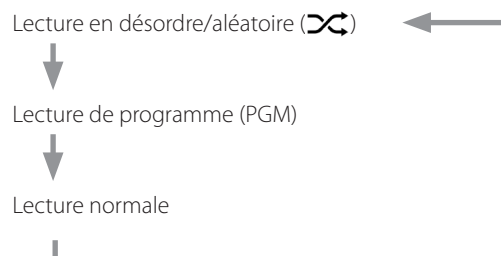 Lecture en désordre/aléatoire (🔀)
Lecture de programme (PGM)
Lecture normale